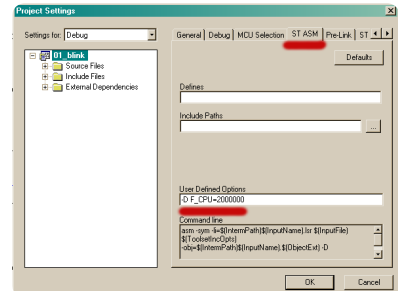 Project Settings
Settings for: Debug
01_blink
Source Files
Include Files
External Dependencies
General Debug MCU Selection ST ASM Pre-Link ST
Defaults
Defines
Include Paths
...
User Defined Options
-D F_CPU=2000000
Command line
asm -sym -li=$(IntermPath)$(InputName).lsr $(InputFile)
$(ToolsetIncOpts)
-obj=$(IntermPath)$(InputName).$(ObjectExt) -D
OK Cancel